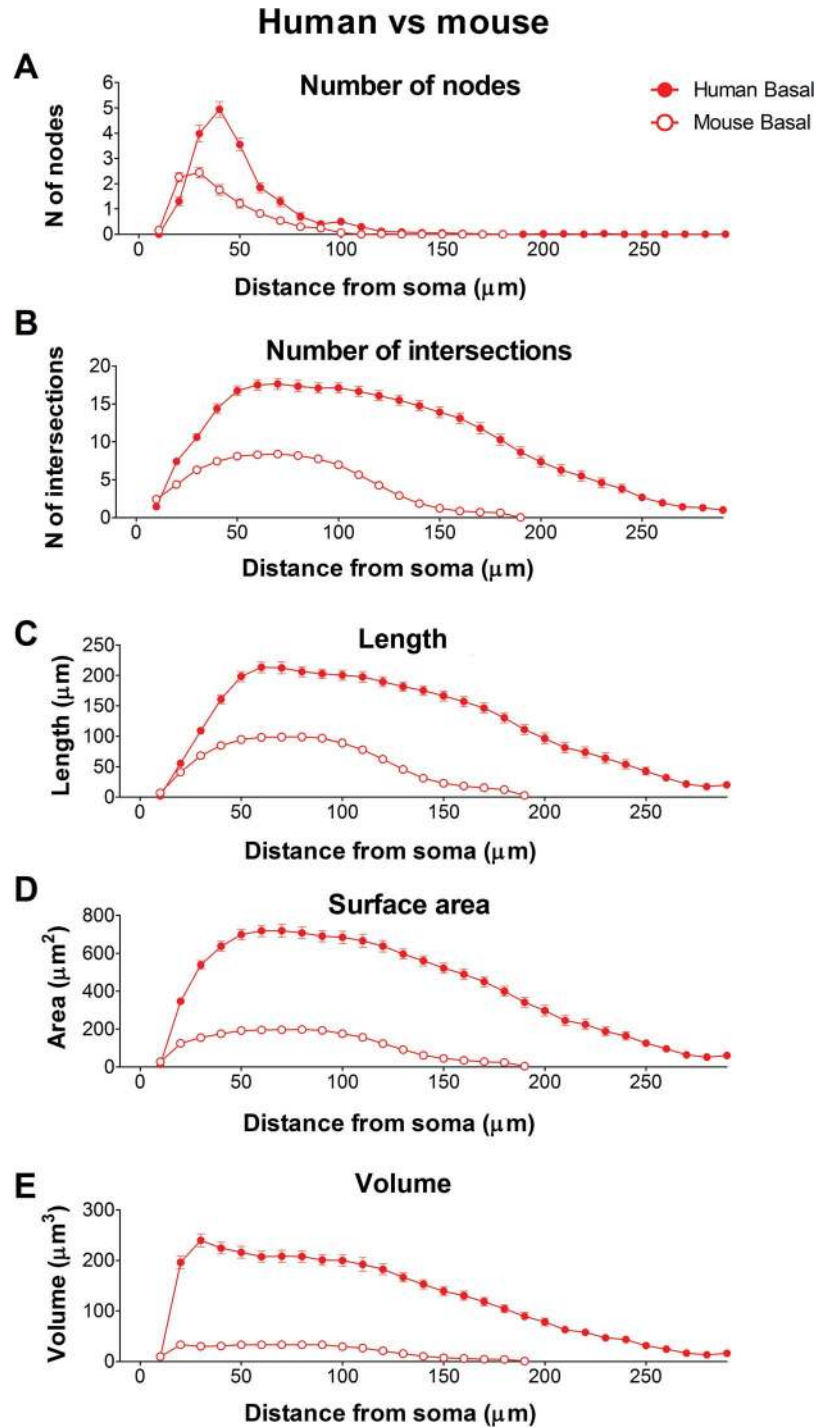 Human vs mouse
A
Number of nodes
Human Basal
Mouse Basal
N of nodes
6
5
4
3
2
1
0
0 50 100 150 200 250
Distance from soma (μm)
B
Number of intersections
N of intersections
20
15
10
5
0
0 50 100 150 200 250
Distance from soma (μm)
C
Length
Length (μm)
250
200
150
100
50
0
0 50 100 150 200 250
Distance from soma (μm)
D
Surface area
Area (μm²)
800
600
400
200
0
0 50 100 150 200 250
Distance from soma (μm)
E
Volume
Volume (μm³)
300
200
100
0
0 50 100 150 200 250
Distance from soma (μm)